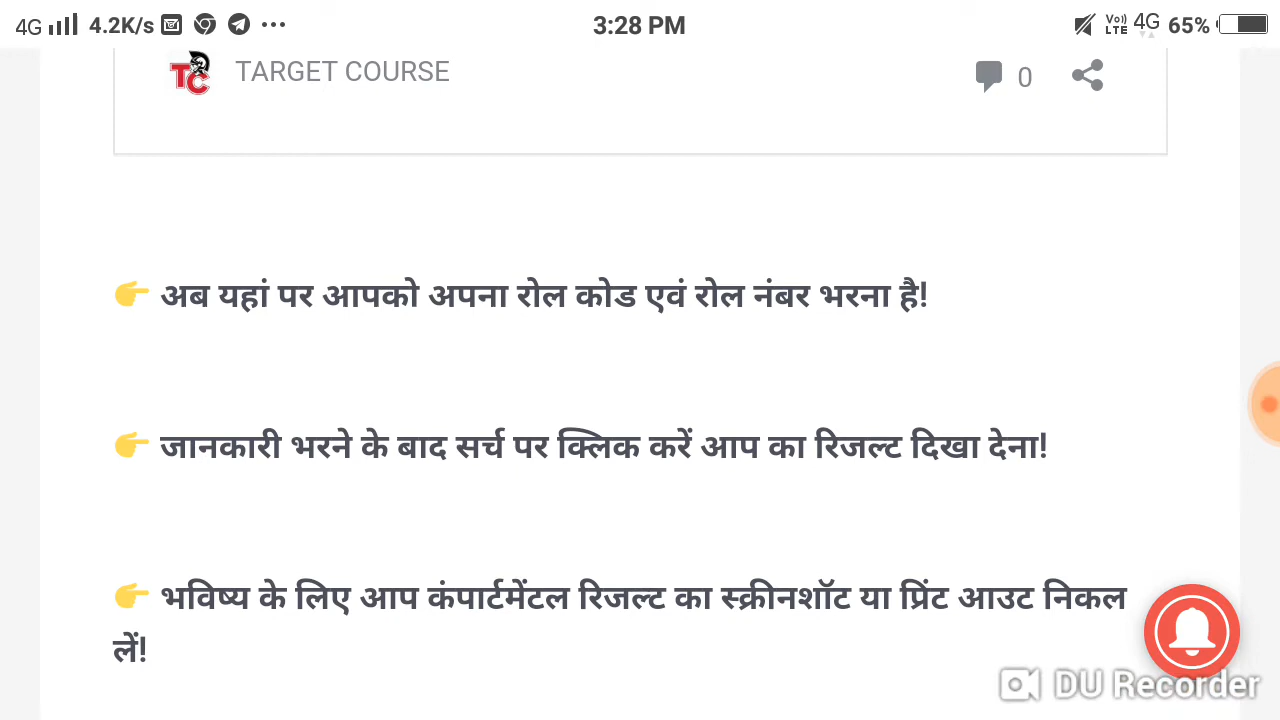 4G 4.2K/s 3:28 PM Vo)) LTE 4G 65%
TC TARGET COURSE 0
👉 अब यहां पर आपको अपना रोल कोड एवं रोल नंबर भरना है!
👉 जानकारी भरने के बाद सर्च पर क्लिक करें आप का रिजल्ट दिखा देना!
👉 भविष्य के लिए आप कंपार्टमेंटल रिजल्ट का स्क्रीनशॉट या प्रिंट आउट निकल
लें!
DU Recorder